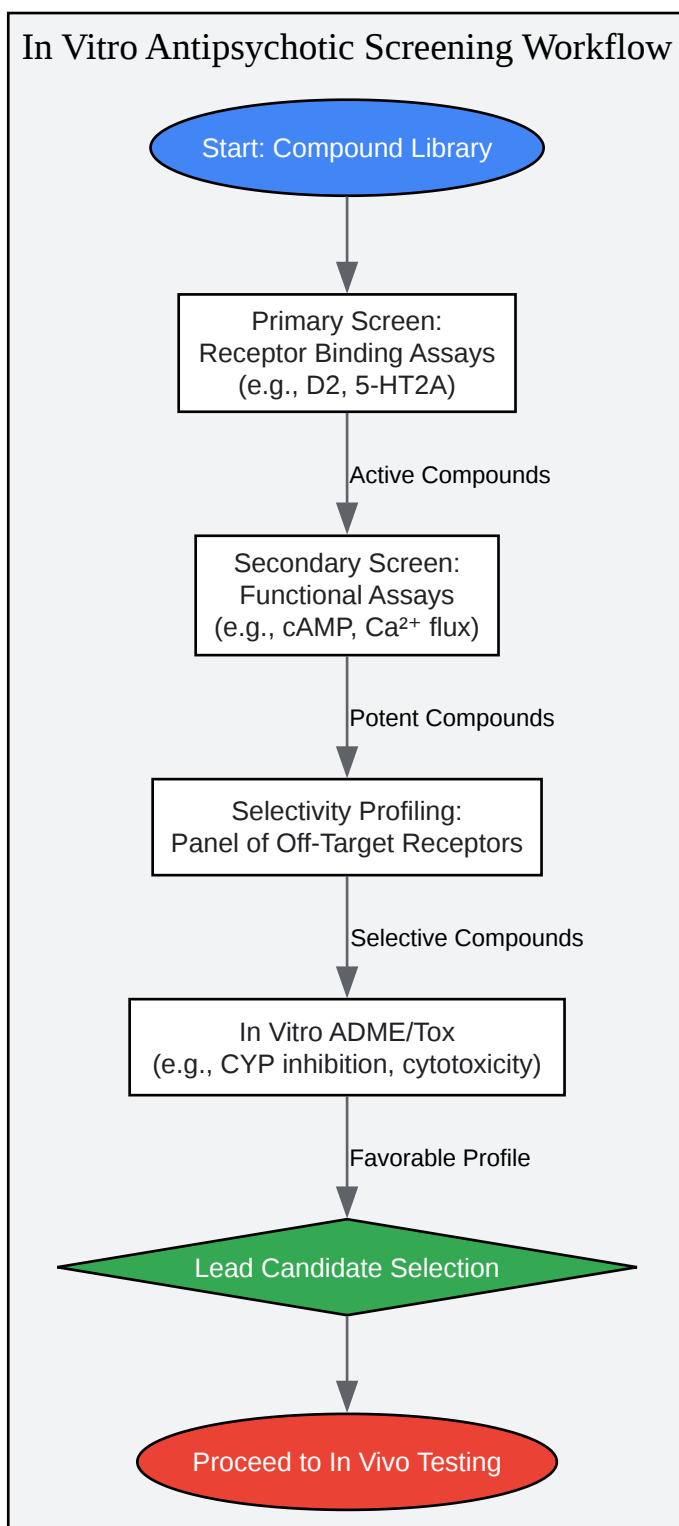 In Vitro Antipsychotic Screening Workflow
Start: Compound Library
Primary Screen:
Receptor Binding Assays
(e.g., D2, 5-HT2A)
Active Compounds
Secondary Screen:
Functional Assays
(e.g., cAMP, Ca²⁺ flux)
Potent Compounds
Selectivity Profiling:
Panel of Off-Target Receptors
Selective Compounds
In Vitro ADME/Tox
(e.g., CYP inhibition, cytotoxicity)
Favorable Profile
Lead Candidate Selection
Proceed to In Vivo Testing